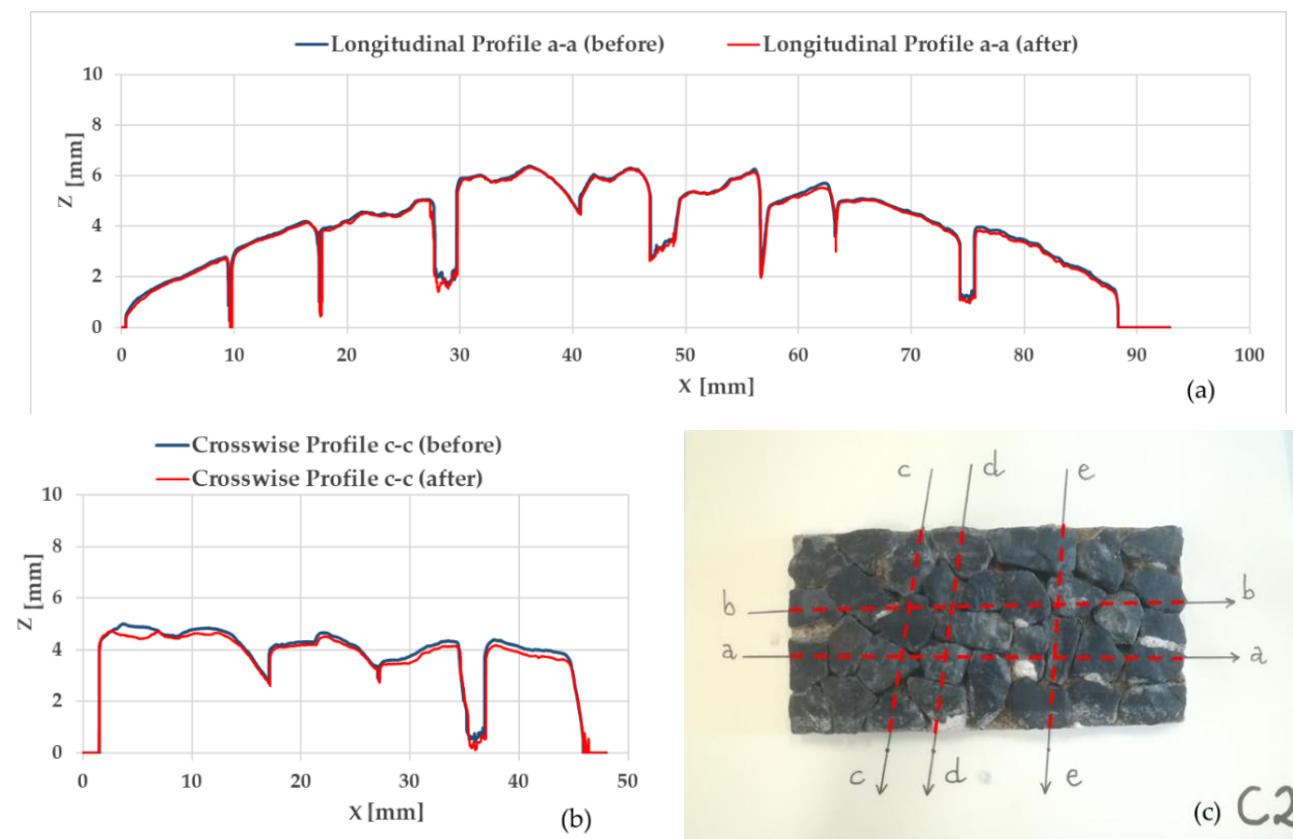 Longitudinal Profile a-a (before) Longitudinal Profile a-a (after)
10
8
6
4
2
0
Z [mm]
0 10 20 30 40 50 60 70 80 90 100
X [mm]
(a)
Crosswise Profile c-c (before)
Crosswise Profile c-c (after)
10
8
6
4
2
0
Z [mm]
0 10 20 30 40 50
X [mm]
(b)
c d e
b b
a a
c d e
(c) C2